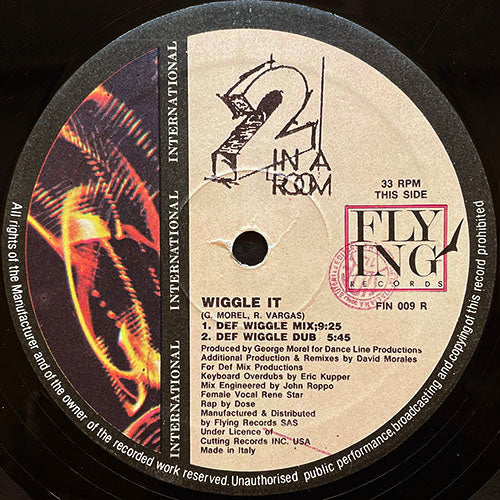 2
IN A
ROOM
33 RPM
THIS SIDE
FLY
ING
RECORDS
FIN 009 R
INTERNATIONAL
INTERNATIONAL
INTERNATIONAL
WIGGLE IT
(G. MOREL, R. VARGAS)
1. DEF WIGGLE MIX;9:25
2. DEF WIGGLE DUB 5:45
Produced by George Morel for Dance Line Productions
Additional Production & Remixes by David Morales
For Def Mix Productions
Keyboard Overdubs by Eric Kupper
Mix Engineered by John Roppo
Female Vocal Rene Star
Rap by Dose
Manufactured & Distributed
by Flying Records SAS
Under Licence of
Cutting Records INC. USA
Made in Italy
All rights of the Manufacturer and of the owner of the recorded work reserved. Unauthorised public performance, broadcasting and copying of this record prohibited